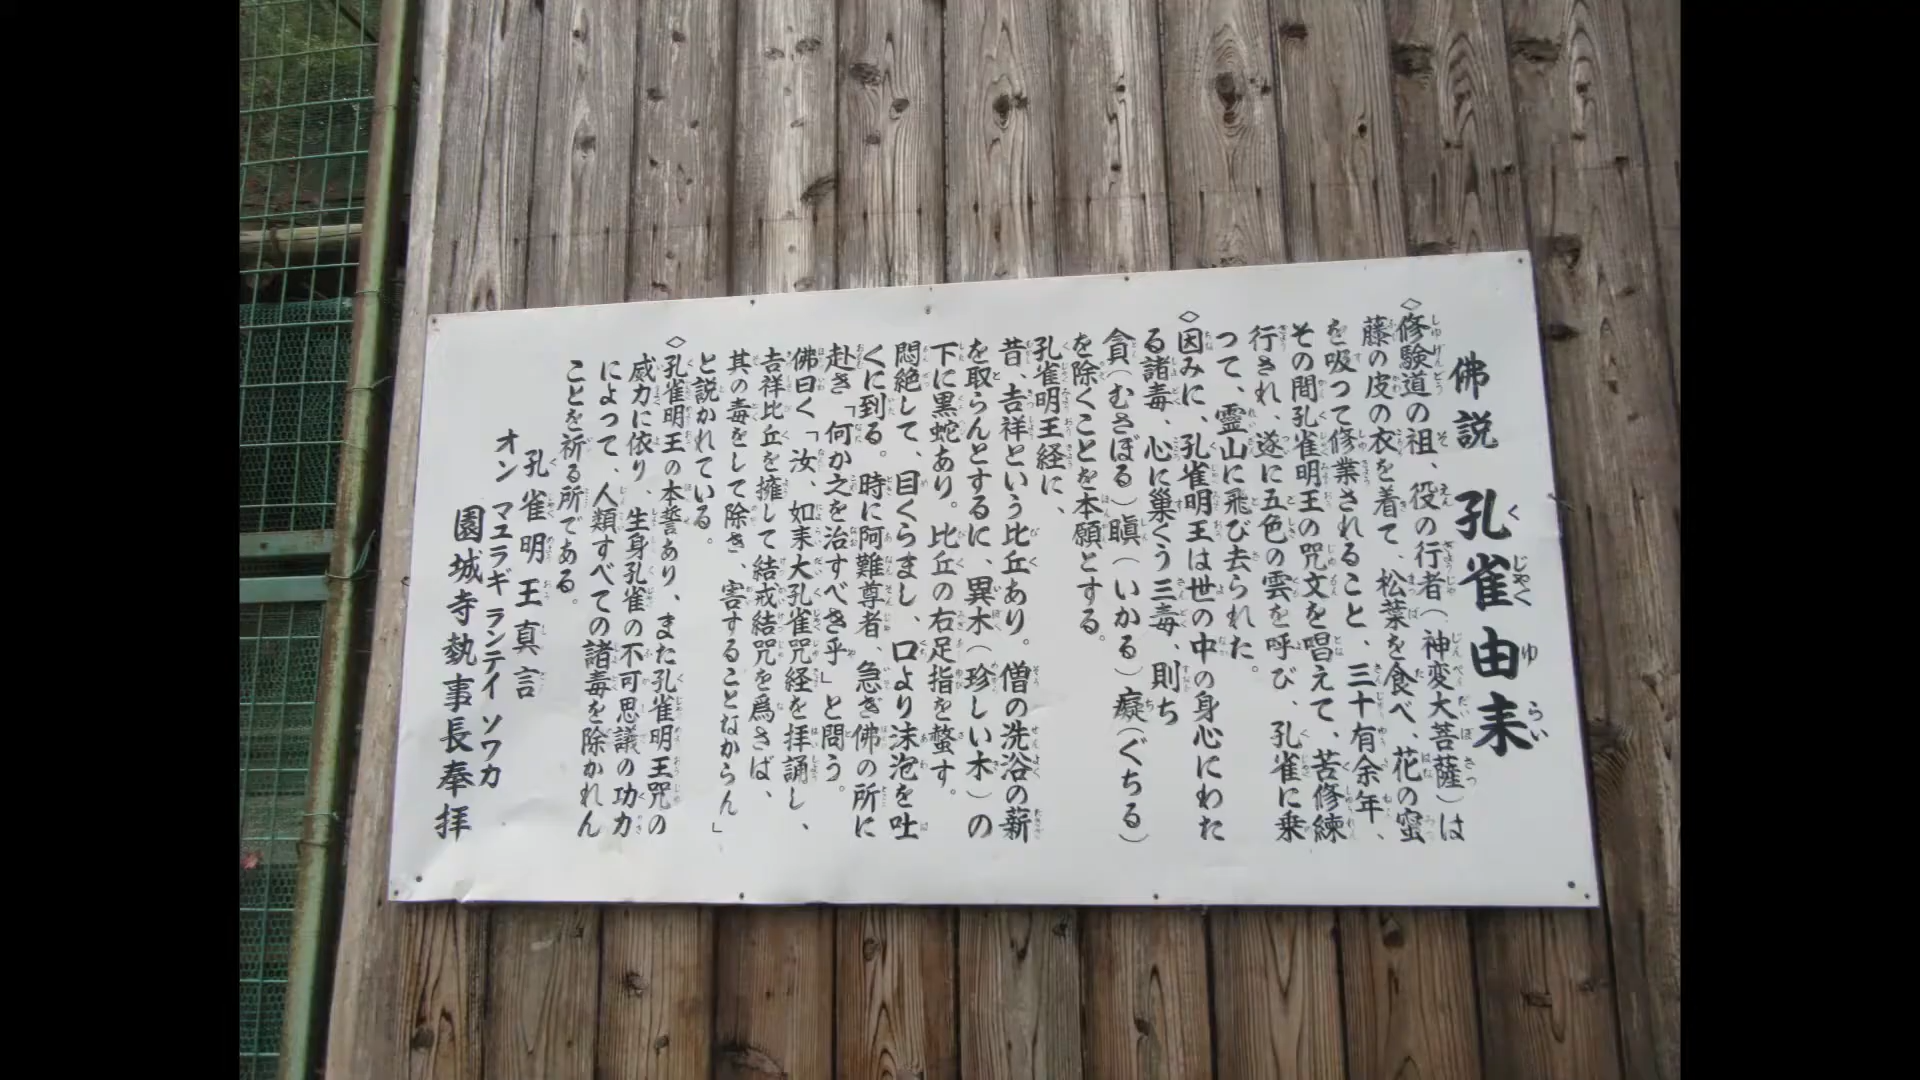 佛説 孔雀由来
◇修験道の祖、役の行者(神変大菩薩)は
藤の皮の衣を着て、松葉を食べ、花の蜜
を吸つて修業されること、三十有余年、
その間孔雀明王の咒文を唱えて、苦修練
行され、遂に五色の雲を呼び、孔雀に乗
つて、霊山に飛び去られた。
◇因みに、孔雀明王は世の中の身心にわた
る諸毒、心に巣くう三毒、則ち
貪(むさぼる)瞋(いかる)癡(ぐちる)
を除くことを本願とする。
孔雀明王経に、
昔、吉祥という比丘あり。僧の洗浴の薪
を取らんとするに、異木(珍しい木)の
下に黒蛇あり。比丘の右足指を螫す。
悶絶して、目くらまし、口より沫泡を吐
くに到る。時に阿難尊者、急ぎ佛の所に
赴き「何か之を治すべき乎」と問う。
佛曰く「汝、如来大孔雀咒経を拝誦し、
吉祥比丘を擁して結戒結咒を爲さば、
其の毒をして除き、害することなからん」
と説かれている。
◇孔雀明王の本誓あり、また孔雀明王咒の
威力に依り、生身孔雀の不可思議の功力
によって、人類すべての諸毒を除かれん
ことを祈る所である。
孔雀明王真言
オン マユラギ ランテイ ソワカ
園城寺執事長奉拝